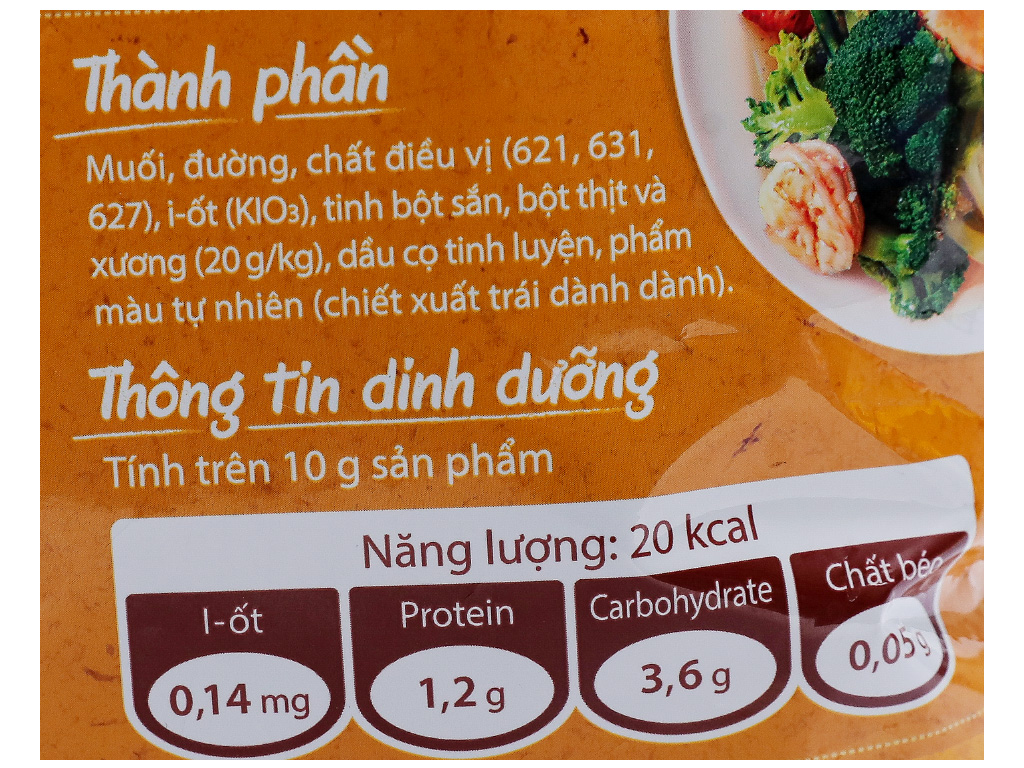 Thành phần
Muối, đường, chất điều vị (621, 631,
627), i-ốt (KIO₃), tinh bột sắn, bột thịt và
xương (20 g/kg), dầu cọ tinh luyện, phẩm
màu tự nhiên (chiết xuất trái dành dành).
Thông tin dinh dưỡng
Tính trên 10 g sản phẩm
Năng lượng: 20 kcal
I-ốt
0,14 mg
Protein
1,2 g
Carbohydrate
3,6 g
Chất béo
0,05 g